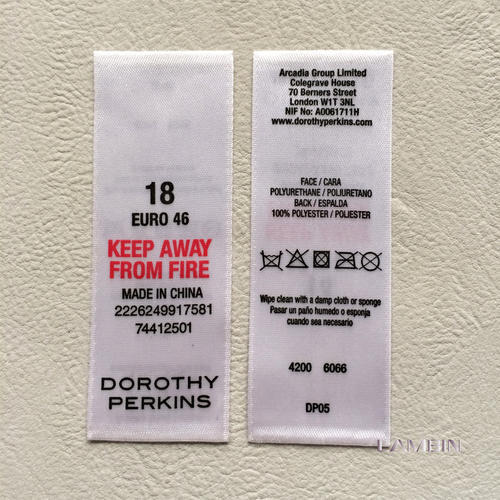 18
EURO 46
KEEP AWAY
FROM FIRE
MADE IN CHINA
2226249917581
74412501
DOROTHY
PERKINS
Arcadia Group Limited
Colegrave House
70 Berners Street
London W1T 3NL
NIF No: A0061711H
www.dorothyperkins.com
FACE / CARA
POLYURETHANE / POLIURETANO
BACK / ESPALDA
100% POLYESTER / POLIESTER
Wipe clean with a damp cloth or sponge
Pasar un paño humedo o esponja
cuando sea necesario
4200 6066
DP05